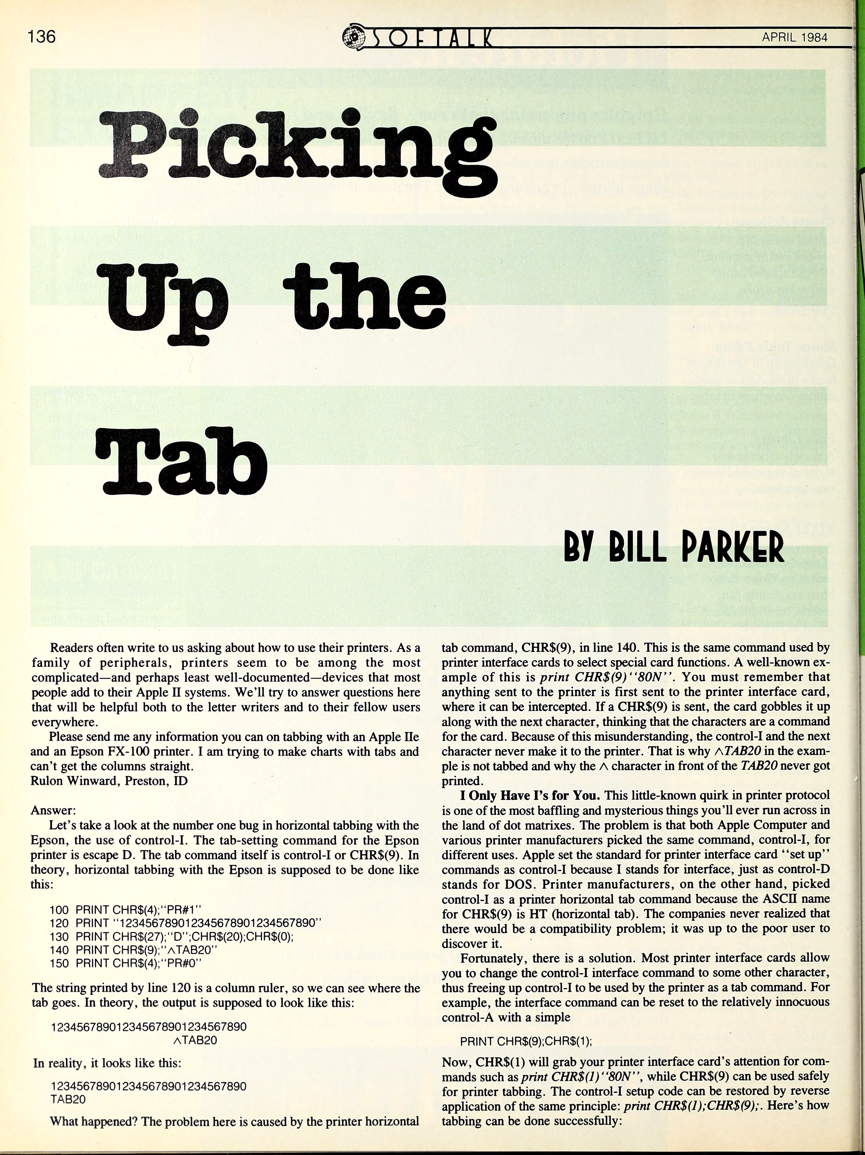 136
SOFTALK
APRIL 1984
Picking
Up the
Tab
BY BILL PARKER
Readers often write to us asking about how to use their printers. As a
family of peripherals, printers seem to be among the most
complicated—and perhaps least well-documented—devices that most
people add to their Apple II systems. We'll try to answer questions here
that will be helpful both to the letter writers and to their fellow users
everywhere.
Please send me any information you can on tabbing with an Apple IIe
and an Epson FX-100 printer. I am trying to make charts with tabs and
can't get the columns straight.
Rulon Winward, Preston, ID
Answer:
Let's take a look at the number one bug in horizontal tabbing with the
Epson, the use of control-I. The tab-setting command for the Epson
printer is escape D. The tab command itself is control-I or CHR$(9). In
theory, horizontal tabbing with the Epson is supposed to be done like
this:
100 PRINT CHR$(4);"PR#1"
120 PRINT "123456789012345678901234567890"
130 PRINT CHR$(27);"D";CHR$(20);CHR$(0);
140 PRINT CHR$(9);"∧TAB20"
150 PRINT CHR$(4);"PR#0"
The string printed by line 120 is a column ruler, so we can see where the
tab goes. In theory, the output is supposed to look like this:
123456789012345678901234567890
∧TAB20
In reality, it looks like this:
123456789012345678901234567890
TAB20
What happened? The problem here is caused by the printer horizontal
tab command, CHR$(9), in line 140. This is the same command used by
printer interface cards to select special card functions. A well-known ex-
ample of this is print CHR$(9)"80N". You must remember that
anything sent to the printer is first sent to the printer interface card,
where it can be intercepted. If a CHR$(9) is sent, the card gobbles it up
along with the next character, thinking that the characters are a command
for the card. Because of this misunderstanding, the control-I and the next
character never make it to the printer. That is why ∧TAB20 in the exam-
ple is not tabbed and why the ∧ character in front of the TAB20 never got
printed.
I Only Have I's for You. This little-known quirk in printer protocol
is one of the most baffling and mysterious things you'll ever run across in
the land of dot matrixes. The problem is that both Apple Computer and
various printer manufacturers picked the same command, control-I, for
different uses. Apple set the standard for printer interface card "set up"
commands as control-I because I stands for interface, just as control-D
stands for DOS. Printer manufacturers, on the other hand, picked
control-I as a printer horizontal tab command because the ASCII name
for CHR$(9) is HT (horizontal tab). The companies never realized that
there would be a compatibility problem; it was up to the poor user to
discover it.
Fortunately, there is a solution. Most printer interface cards allow
you to change the control-I interface command to some other character,
thus freeing up control-I to be used by the printer as a tab command. For
example, the interface command can be reset to the relatively innocuous
control-A with a simple
PRINT CHR$(9);CHR$(1);
Now, CHR$(1) will grab your printer interface card's attention for com-
mands such as print CHR$(1)"80N", while CHR$(9) can be used safely
for printer tabbing. The control-I setup code can be restored by reverse
application of the same principle: print CHR$(1);CHR$(9);. Here's how
tabbing can be done successfully: